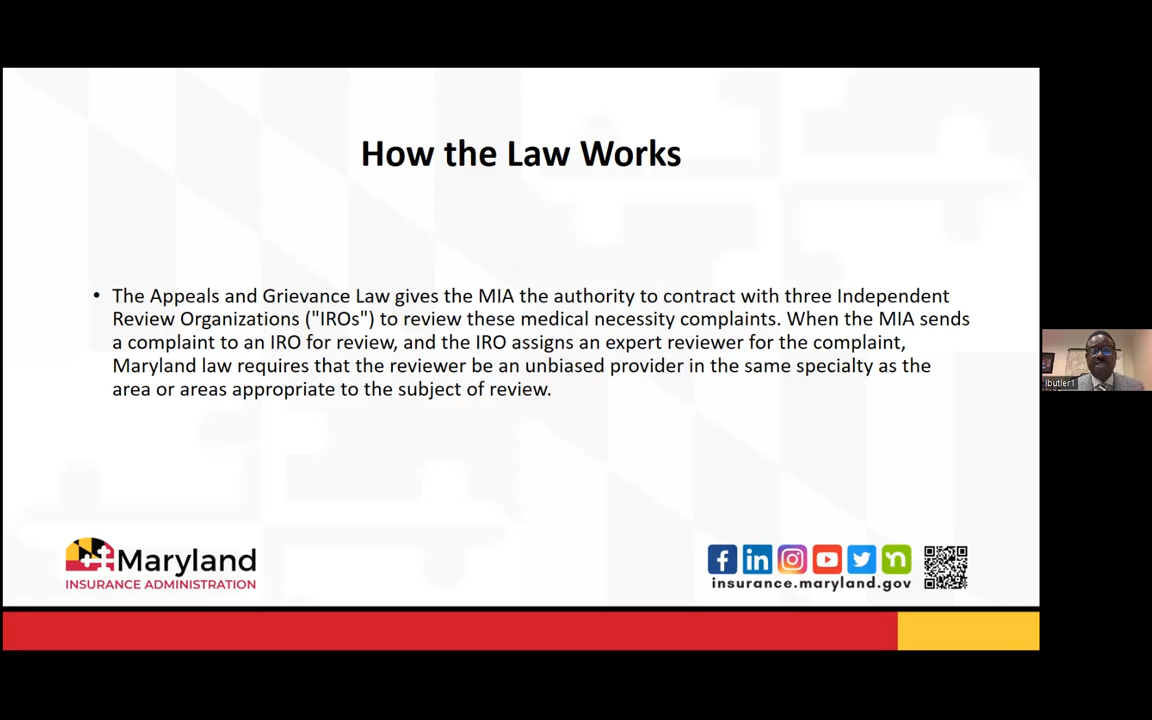 How the Law Works
• The Appeals and Grievance Law gives the MIA the authority to contract with three Independent
Review Organizations ("IROs") to review these medical necessity complaints. When the MIA sends
a complaint to an IRO for review, and the IRO assigns an expert reviewer for the complaint,
Maryland law requires that the reviewer be an unbiased provider in the same specialty as the
area or areas appropriate to the subject of review.
lbutler1
Maryland
INSURANCE ADMINISTRATION
insurance.maryland.gov